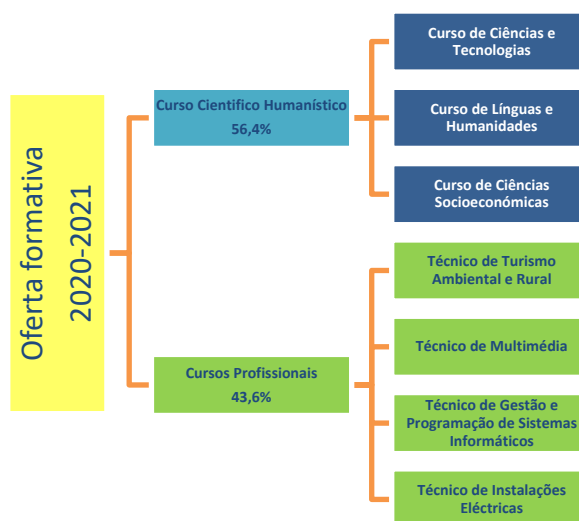 Oferta formativa
2020-2021
Curso Cientifico Humanístico
56,4%
Curso de Ciências e
Tecnologias
Curso de Línguas e
Humanidades
Curso de Ciências
Socioeconómicas
Cursos Profissionais
43,6%
Técnico de Turismo
Ambiental e Rural
Técnico de Multimédia
Técnico de Gestão e
Programação de Sistemas
Informáticos
Técnico de Instalações
Eléctricas